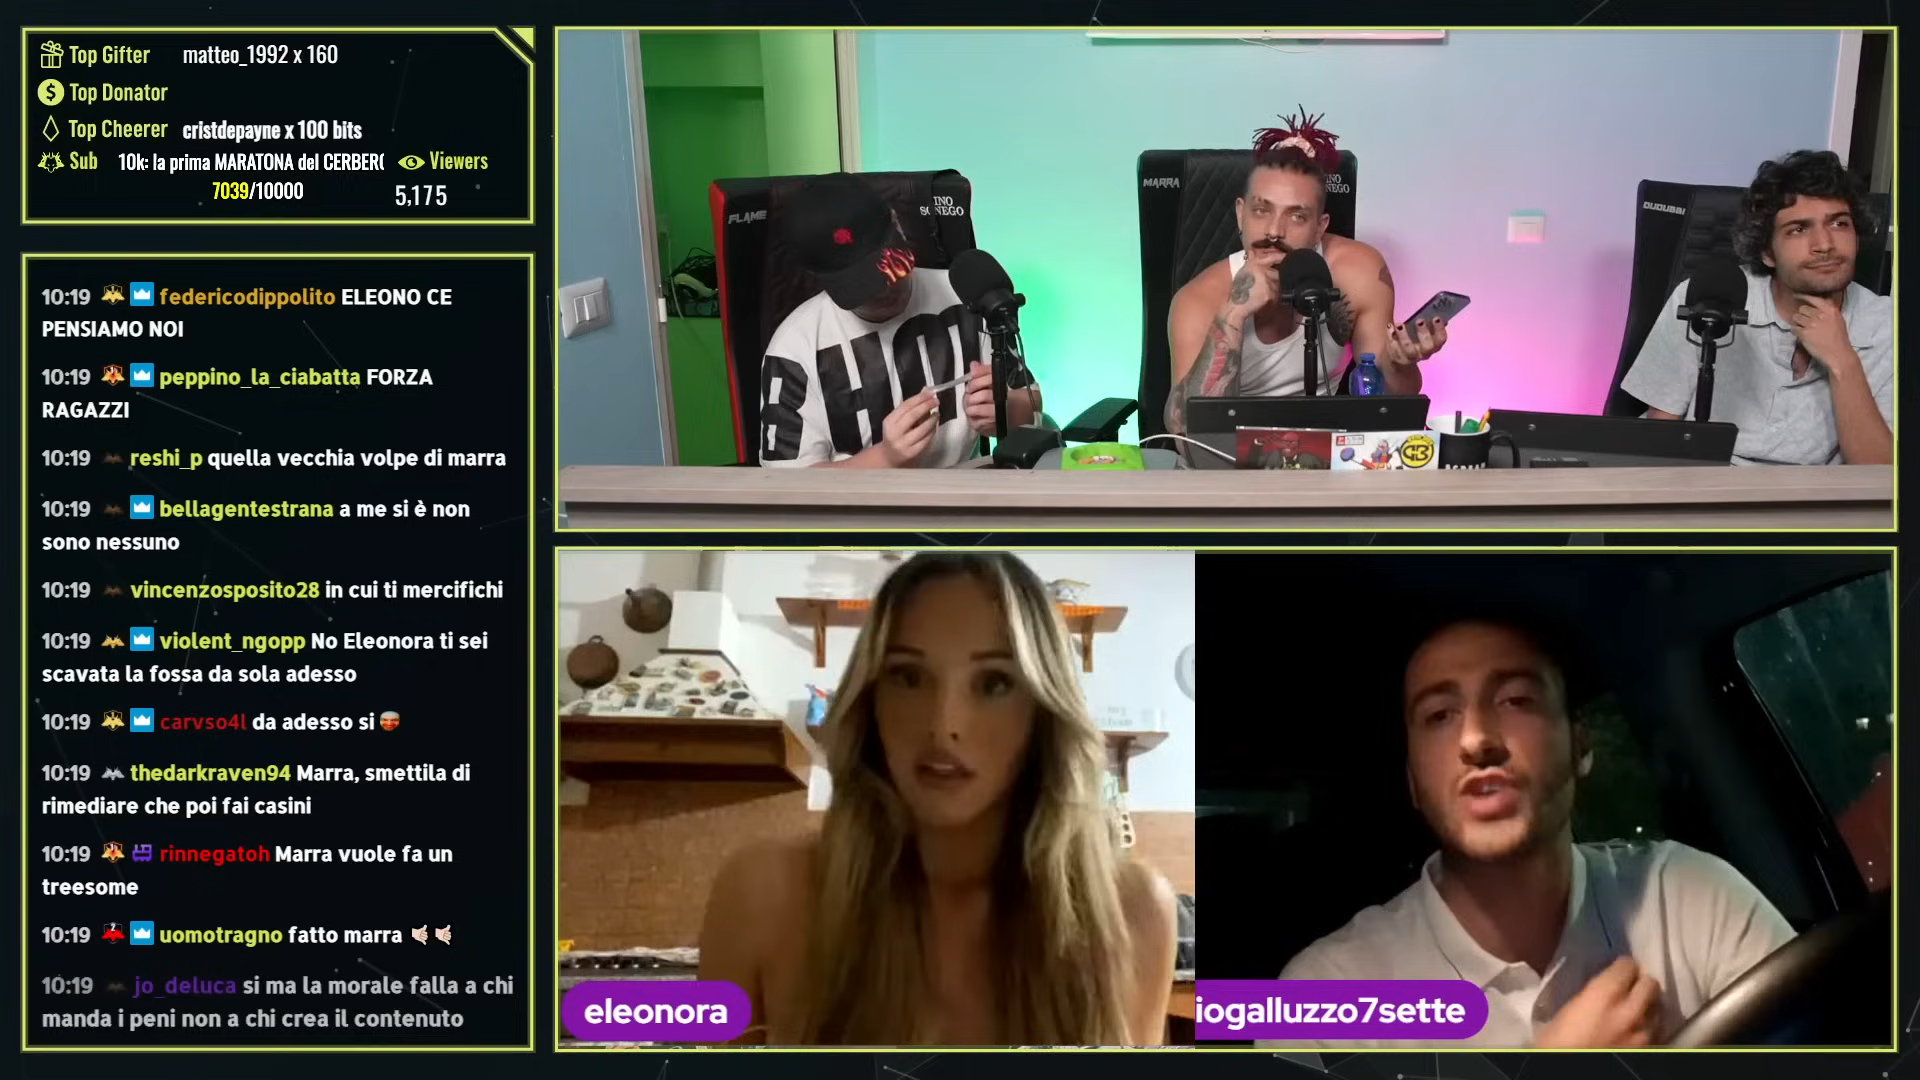 Top Gifter matteo_1992 x 160
Top Donator
Top Cheerer cristdepayne x 100 bits
Sub 10k: la prima MARATONA del CERBERO
7039/10000
Viewers
5,175
10:19 federicodippolito ELEONO CE
PENSIAMO NOI
10:19 peppino_la_ciabatta FORZA
RAGAZZI
10:19 reshi_p quella vecchia volpe di marra
10:19 bellagentestrana a me si è non
sono nessuno
10:19 vincenzosposito28 in cui ti mercifichi
10:19 violent_ngopp No Eleonora ti sei
scavata la fossa da sola adesso
10:19 carvso4l da adesso si
10:19 thedarkraven94 Marra, smettila di
rimediare che poi fai casini
10:19 rinnegatoh Marra vuole fa un
treesome
10:19 uomotragno fatto marra
10:19 jo_deluca si ma la morale falla a chi
manda i peni non a chi crea il contenuto
FLAME
INO
SONEGO
MARRA
INO
NEGO
DUDUBBI
eleonora
iogalluzzo7sette